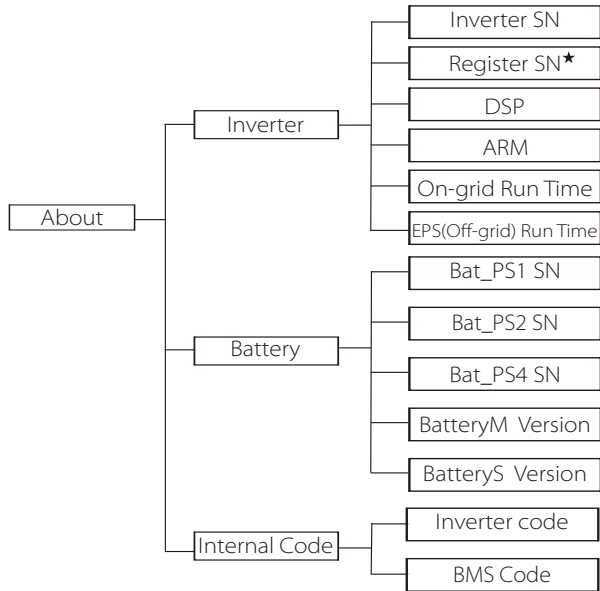 About
Inverter
Inverter SN
Register SN★
DSP
ARM
On-grid Run Time
EPS(Off-grid) Run Time
Battery
Bat_PS1 SN
Bat_PS2 SN
Bat_PS4 SN
BatteryM Version
BatteryS Version
Internal Code
Inverter code
BMS Code